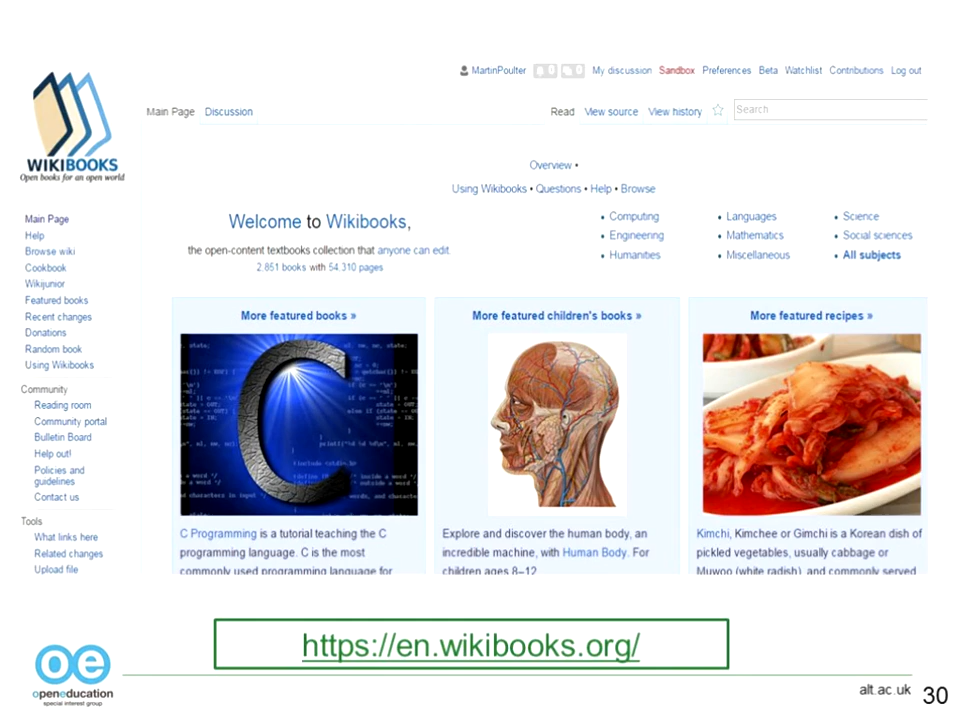 MartinPoulter 0 0 My discussion Sandbox Preferences Beta Watchlist Contributions Log out
Main Page Discussion Read View source View history Search
WIKIBOOKS
Open books for an open world
Overview •
Using Wikibooks • Questions • Help • Browse
Welcome to Wikibooks,
the open-content textbooks collection that anyone can edit
2.851 books with 54.310 pages
• Computing
• Engineering
• Humanities
• Languages
• Mathematics
• Miscellaneous
• Science
• Social sciences
• All subjects
Main Page
Help
Browse wiki
Cookbook
Wikijunior
Featured books
Recent changes
Donations
Random book
Using Wikibooks
Community
Reading room
Community portal
Bulletin Board
Help out!
Policies and
guidelines
Contact us
Tools
What links here
Related changes
Upload file
More featured books »
C Programming is a tutorial teaching the C
programming language. C is the most
commonly used programming language for
More featured children's books »
Explore and discover the human body, an
incredible machine, with Human Body. For
children ages 8–12
More featured recipes »
Kimchi, Kimchee or Gimchi is a Korean dish of
pickled vegetables, usually cabbage or
Muwoo (white radish), and commonly served
https://en.wikibooks.org/
oe
openeducation
special interest group
alt.ac.uk 30